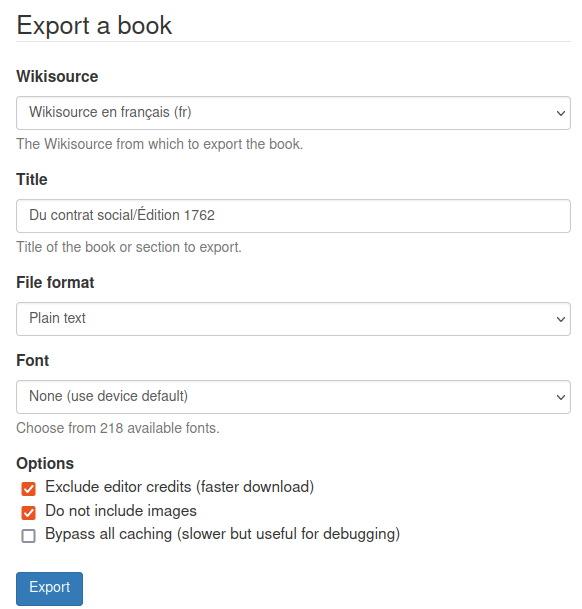 Export a book
Wikisource
Wikisource en français (fr)
The Wikisource from which to export the book.
Title
Du contrat social/Édition 1762
Title of the book or section to export.
File format
Plain text
Font
None (use device default)
Choose from 218 available fonts.
Options
Exclude editor credits (faster download)
Do not include images
Bypass all caching (slower but useful for debugging)
Export